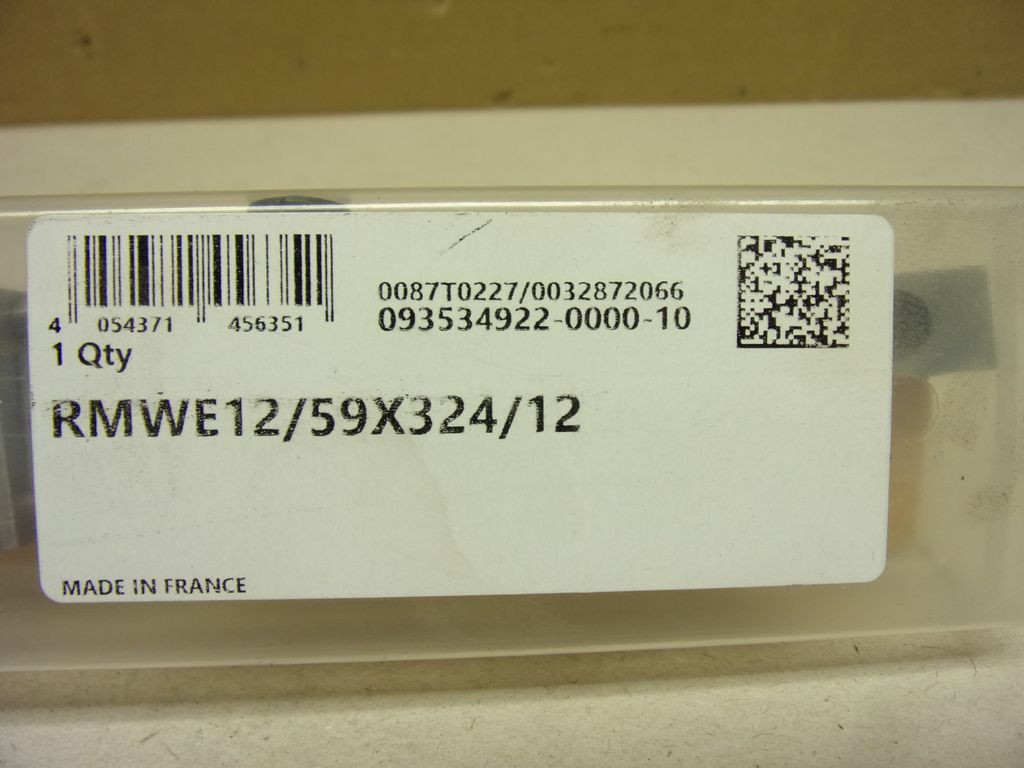 4 054371 456351
0087T0227/0032872066
093534922-0000-10
1 Qty
RMWE12/59X324/12
MADE IN FRANCE